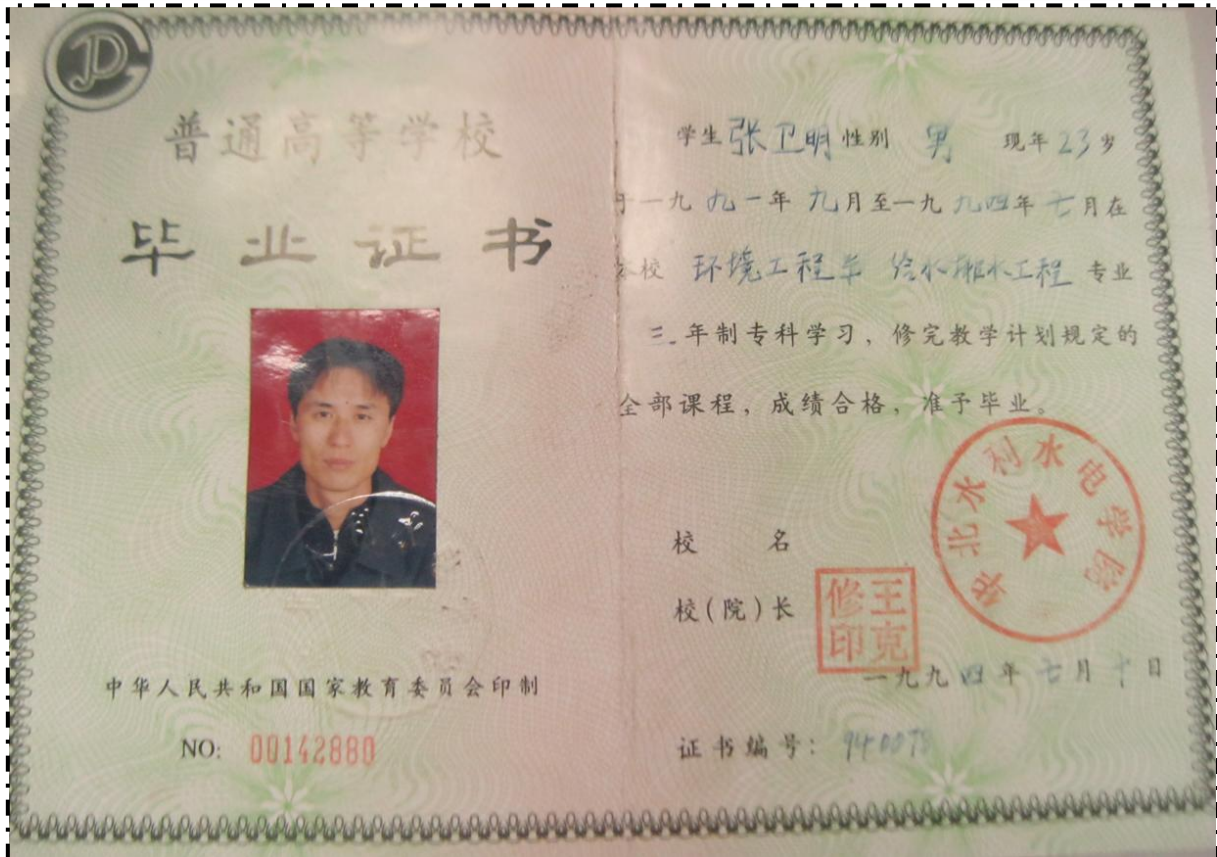 普通高等学校
毕业证书
中华人民共和国国家教育委员会印制
NO: 00142880
学生张卫明性别 男 现年23岁
于一九九一年九月至一九九四年七月在
本校 环境工程 给水排水工程 专业
三年制专科学习，修完教学计划规定的
全部课程，成绩合格，准予毕业。
华北水利水电学院
校 名
校(院)长
王克修印
一九九四年七月十日
证书编号：